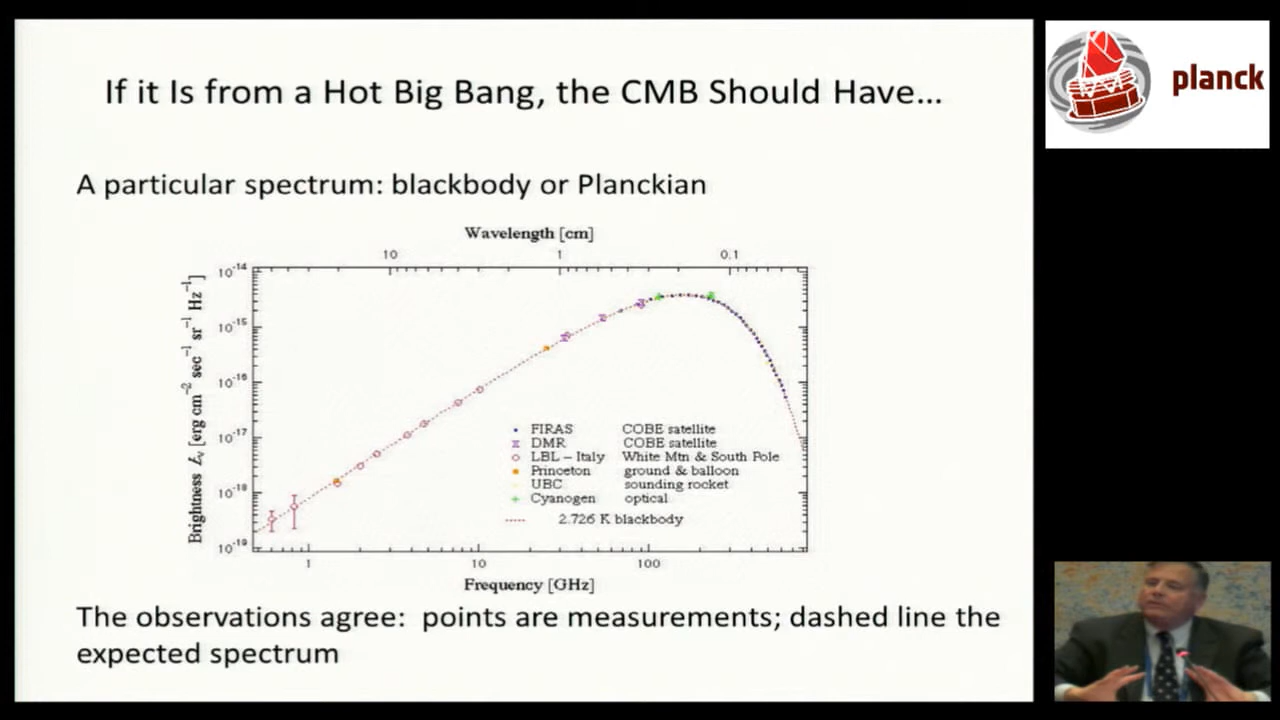 If it Is from a Hot Big Bang, the CMB Should Have...
planck
A particular spectrum: blackbody or Planckian
Wavelength [cm]
10 1 0.1
10-14
10-15
10-16
10-17
10-18
10-19
Brightness Iν [erg cm-2 sec-1 sr-1 Hz-1]
FIRAS COBE satellite
DMR COBE satellite
LBL – Italy White Mtn & South Pole
Princeton ground & balloon
UBC sounding rocket
Cyanogen optical
2.726 K blackbody
1 10 100
Frequency [GHz]
The observations agree: points are measurements; dashed line the
expected spectrum